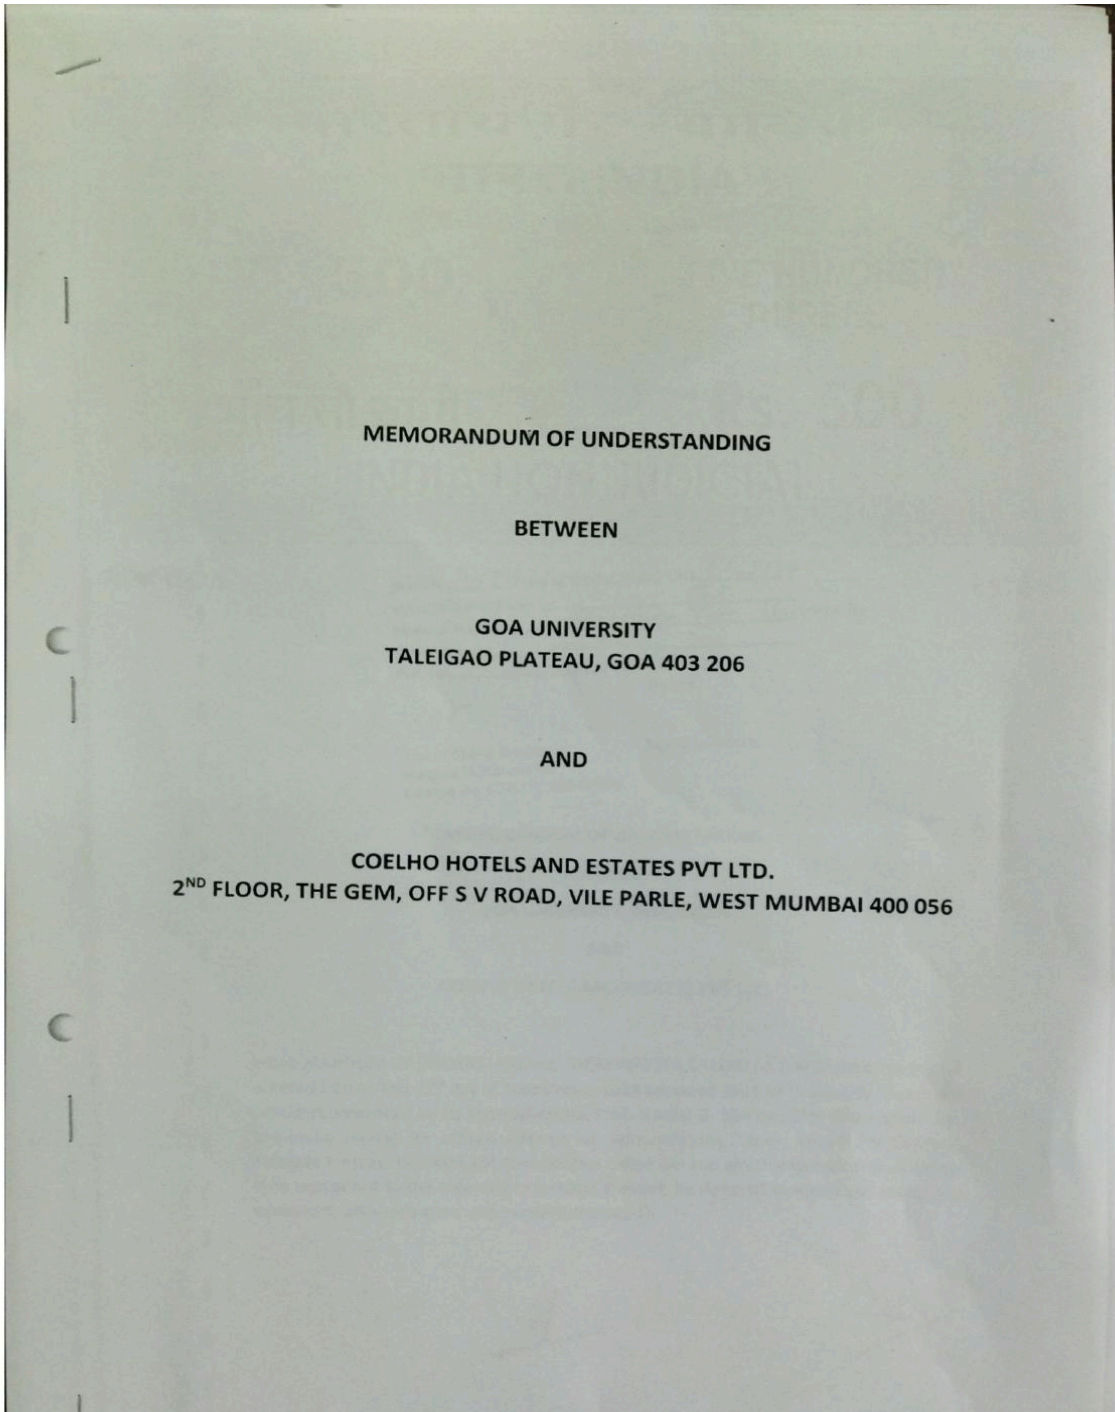 MEMORANDUM OF UNDERSTANDING
BETWEEN
GOA UNIVERSITY
TALEIGAO PLATEAU, GOA 403 206
AND
COELHO HOTELS AND ESTATES PVT LTD.
2ND FLOOR, THE GEM, OFF S V ROAD, VILE PARLE, WEST MUMBAI 400 056